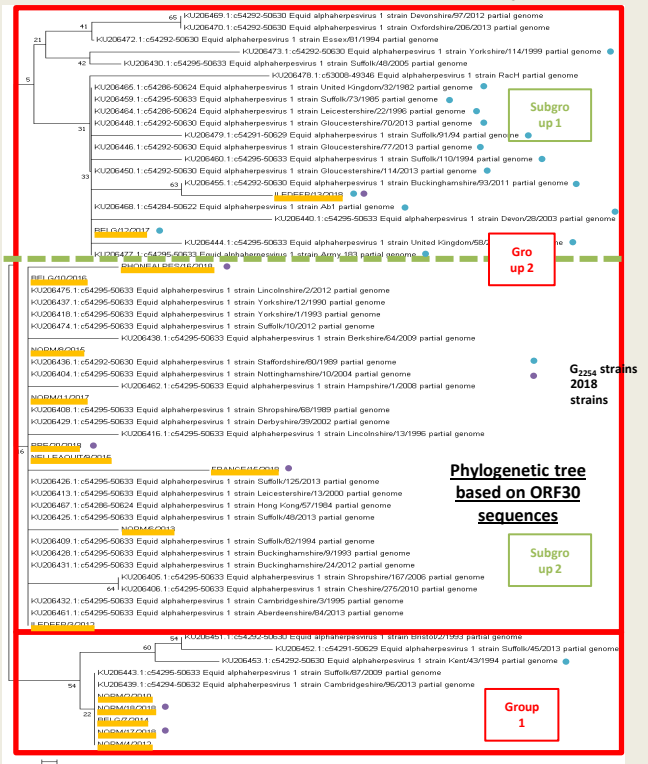 65 KU206469.1:c54292-50630 Equid alphaherpesvirus 1 strain Devonshire/97/2012 partial genome
41 KU206470.1:c54292-50630 Equid alphaherpesvirus 1 strain Oxfordshire/206/2013 partial genome
21 KU206472.1:c54292-50630 Equid alphaherpesvirus 1 strain Essex/81/1994 partial genome
KU206473.1:c54292-50630 Equid alphaherpesvirus 1 strain Yorkshire/114/1999 partial genome
42 KU206430.1:c54295-50633 Equid alphaherpesvirus 1 strain Suffolk/48/2005 partial genome
5 KU206478.1:c53008-49346 Equid alphaherpesvirus 1 strain RacH partial genome
KU206465.1:c54286-50624 Equid alphaherpesvirus 1 strain United Kingdom/32/1982 partial genome
KU206459.1:c54295-50633 Equid alphaherpesvirus 1 strain Suffolk/73/1985 partial genome
KU206464.1:c54286-50624 Equid alphaherpesvirus 1 strain Leicestershire/22/1996 partial genome
KU206448.1:c54292-50630 Equid alphaherpesvirus 1 strain Gloucestershire/70/2013 partial genome
31 KU206479.1:c54291-50629 Equid alphaherpesvirus 1 strain Suffolk/91/94 partial genome
KU206446.1:c54292-50630 Equid alphaherpesvirus 1 strain Gloucestershire/77/2013 partial genome
KU206460.1:c54295-50633 Equid alphaherpesvirus 1 strain Suffolk/110/1994 partial genome
33 KU206450.1:c54292-50630 Equid alphaherpesvirus 1 strain Gloucestershire/114/2013 partial genome
63 KU206455.1:c54292-50630 Equid alphaherpesvirus 1 strain Buckinghamshire/93/2011 partial genome
ILEDEFR/13/2018
KU206468.1:c54284-50622 Equid alphaherpesvirus 1 strain Ab1 partial genome
KU206440.1:c54295-50633 Equid alphaherpesvirus 1 strain Devon/28/2003 partial genome
BELG/12/2017
KU206444.1:c54295-50633 Equid alphaherpesvirus 1 strain United Kingdom/58/ genome
KU206477.1:c54295-50633 Equid alphaherpesvirus 1 strain Army 183 partial genome
Subgro
up 1
Gro
up 2
RHONEALPES/16/2018
BELG/10/2016
KU206475.1:c54295-50633 Equid alphaherpesvirus 1 strain Lincolnshire/2/2012 partial genome
KU206437.1:c54295-50633 Equid alphaherpesvirus 1 strain Yorkshire/12/1990 partial genome
KU206418.1:c54295-50633 Equid alphaherpesvirus 1 strain Yorkshire/1/1993 partial genome
KU206474.1:c54295-50633 Equid alphaherpesvirus 1 strain Suffolk/10/2012 partial genome
KU206438.1:c54295-50633 Equid alphaherpesvirus 1 strain Berkshire/64/2009 partial genome
NORM/8/2015
KU206436.1:c54292-50630 Equid alphaherpesvirus 1 strain Staffordshire/80/1989 partial genome
KU206404.1:c54295-50633 Equid alphaherpesvirus 1 strain Nottinghamshire/10/2004 partial genome
KU206462.1:c54295-50633 Equid alphaherpesvirus 1 strain Hampshire/1/2008 partial genome
G2254 strains
2018
strains
NORM/11/2017
KU206408.1:c54295-50633 Equid alphaherpesvirus 1 strain Shropshire/68/1989 partial genome
KU206429.1:c54295-50633 Equid alphaherpesvirus 1 strain Derbyshire/39/2002 partial genome
KU206416.1:c54295-50633 Equid alphaherpesvirus 1 strain Lincolnshire/13/1996 partial genome
/20/2018
NELLEAQUIT/9/2016
FRANCE/15/2018
KU206426.1:c54295-50633 Equid alphaherpesvirus 1 strain Suffolk/125/2013 partial genome
KU206413.1:c54295-50633 Equid alphaherpesvirus 1 strain Leicestershire/13/2000 partial genome
KU206467.1:c54286-50624 Equid alphaherpesvirus 1 strain Hong Kong/57/1984 partial genome
KU206425.1:c54295-50633 Equid alphaherpesvirus 1 strain Suffolk/48/2013 partial genome
NORM/5/2013
Phylogenetic tree
based on ORF30
sequences
KU206409.1:c54295-50633 Equid alphaherpesvirus 1 strain Suffolk/82/1994 partial genome
KU206428.1:c54295-50633 Equid alphaherpesvirus 1 strain Buckinghamshire/9/1993 partial genome
KU206431.1:c54295-50633 Equid alphaherpesvirus 1 strain Buckinghamshire/24/2012 partial genome
KU206405.1:c54295-50633 Equid alphaherpesvirus 1 strain Shropshire/167/2006 partial genome
64 KU206406.1:c54295-50633 Equid alphaherpesvirus 1 strain Cheshire/275/2010 partial genome
KU206432.1:c54295-50633 Equid alphaherpesvirus 1 strain Cambridgeshire/3/1995 partial genome
KU206461.1:c54295-50633 Equid alphaherpesvirus 1 strain Aberdeenshire/84/2013 partial genome
ILEDEFR/3/2012
Subgro
up 2
54 KU206451.1:c54292-50630 Equid alphaherpesvirus 1 strain Bristol/2/1993 partial genome
60 KU206452.1:c54291-50629 Equid alphaherpesvirus 1 strain Suffolk/45/2013 partial genome
KU206453.1:c54292-50630 Equid alphaherpesvirus 1 strain Kent/43/1994 partial genome
54 KU206443.1:c54295-50633 Equid alphaherpesvirus 1 strain Suffolk/87/2009 partial genome
KU206439.1:c54294-50632 Equid alphaherpesvirus 1 strain Cambridgeshire/96/2013 partial genome
NORM/2/2010
NORM/18/2018
22 BELG/7/2014
NORM/17/2018
NORM/4/2012
Group
1